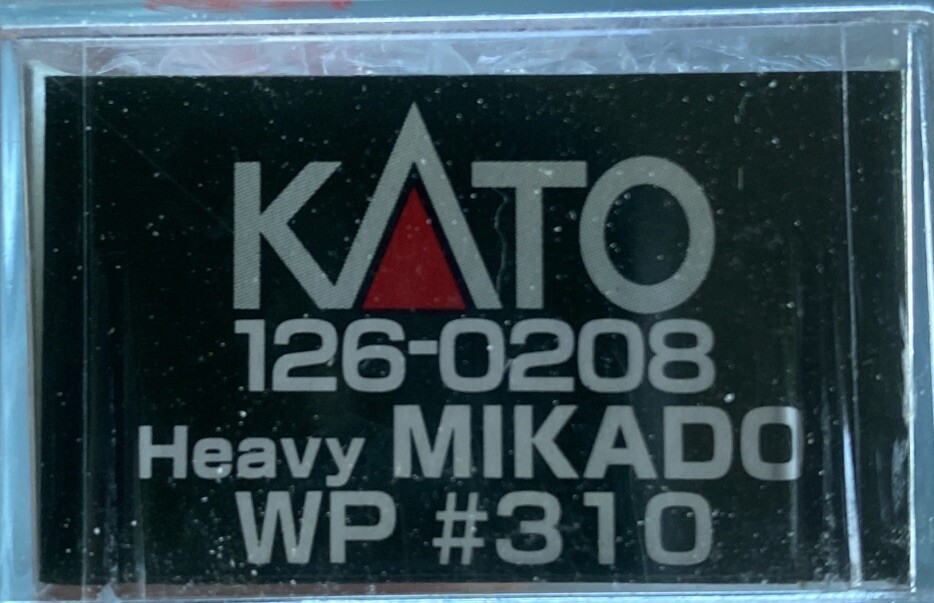 KATO
126-0208
Heavy MIKADO
WP #310